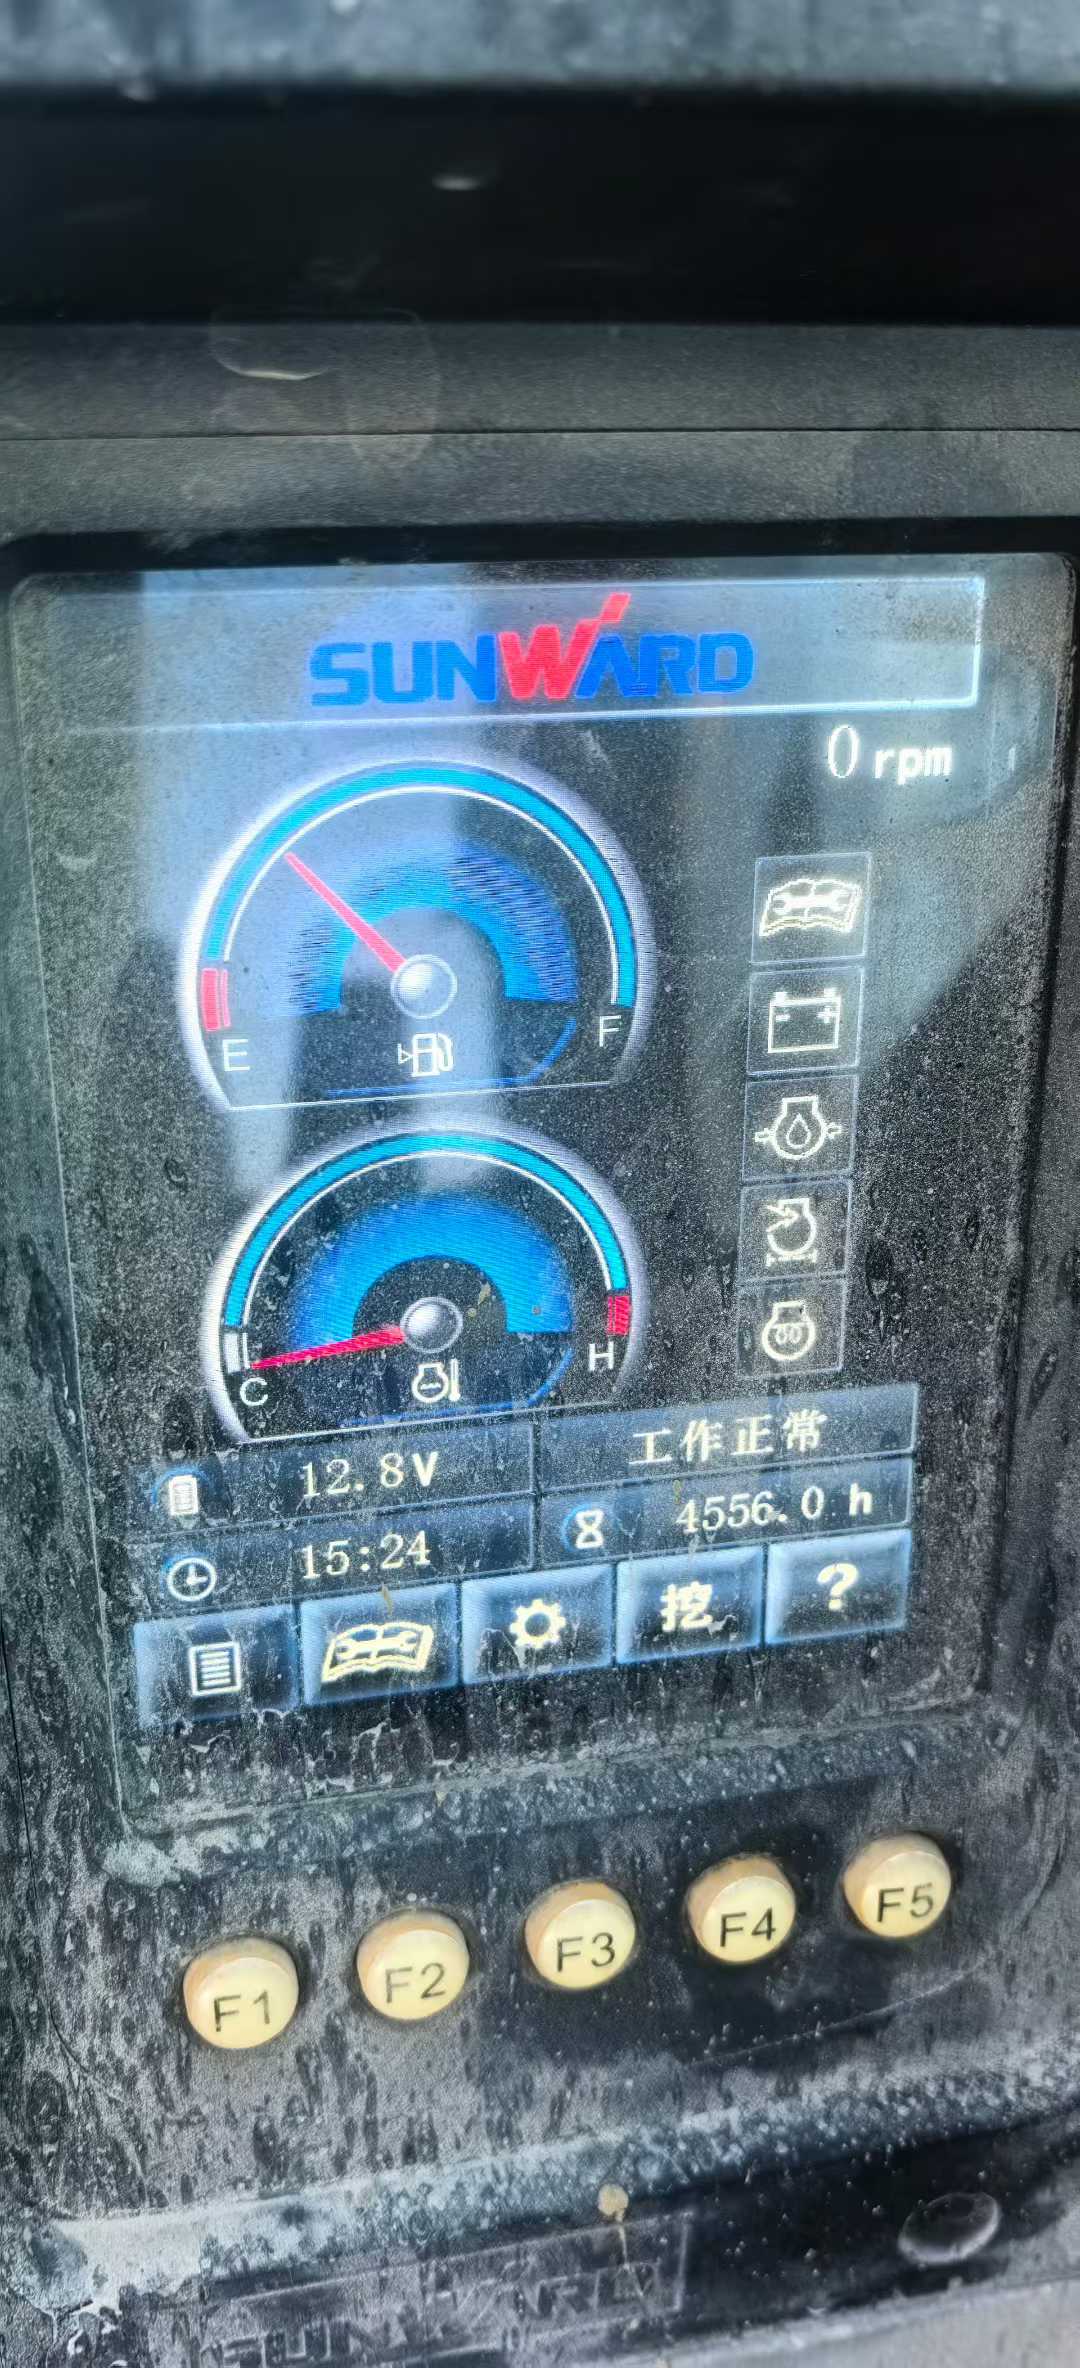 SUNWARD
0 rpm
E
F
C
H
12.8V
工作正常
15:24
4556.0 h
挖
?
F1
F2
F3
F4
F5
SUNWARD